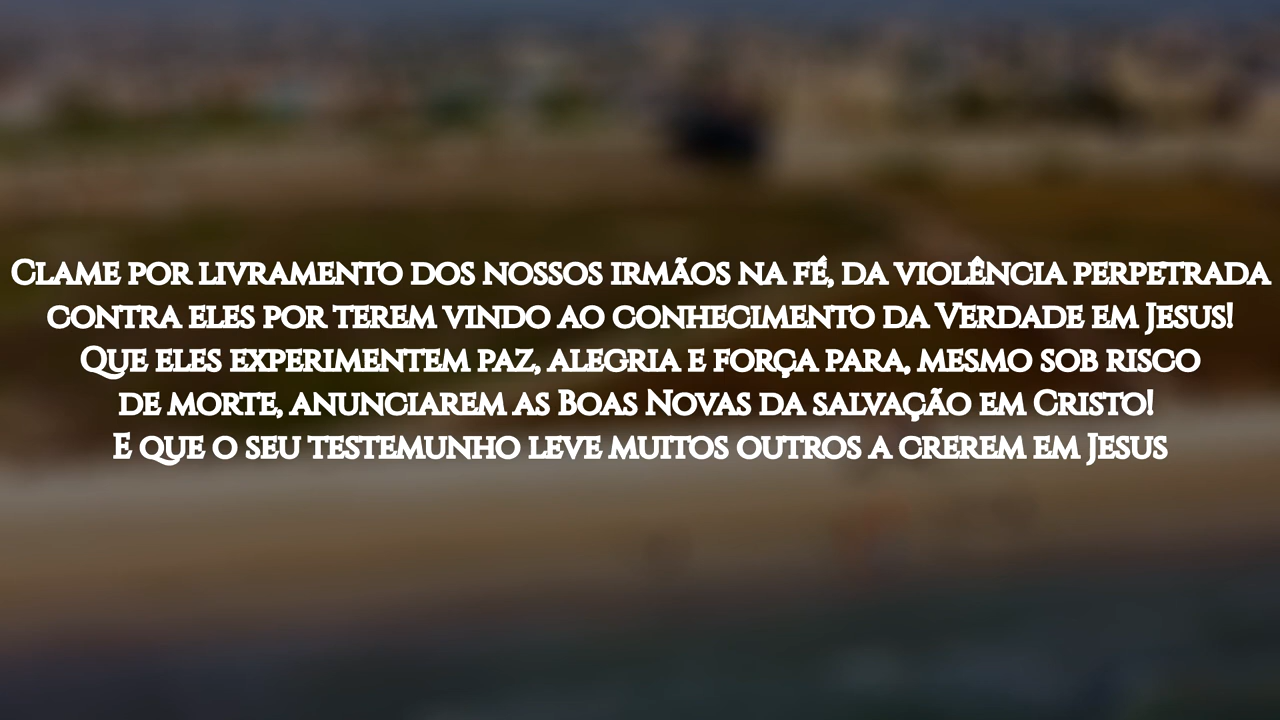 Clame por livramento dos nossos irmãos na fé, da violência perpetrada
contra eles por terem vindo ao conhecimento da Verdade em Jesus!
Que eles experimentem paz, alegria e força para, mesmo sob risco
de morte, anunciarem as Boas Novas da salvação em Cristo!
E que o seu testemunho leve muitos outros a crerem em Jesus